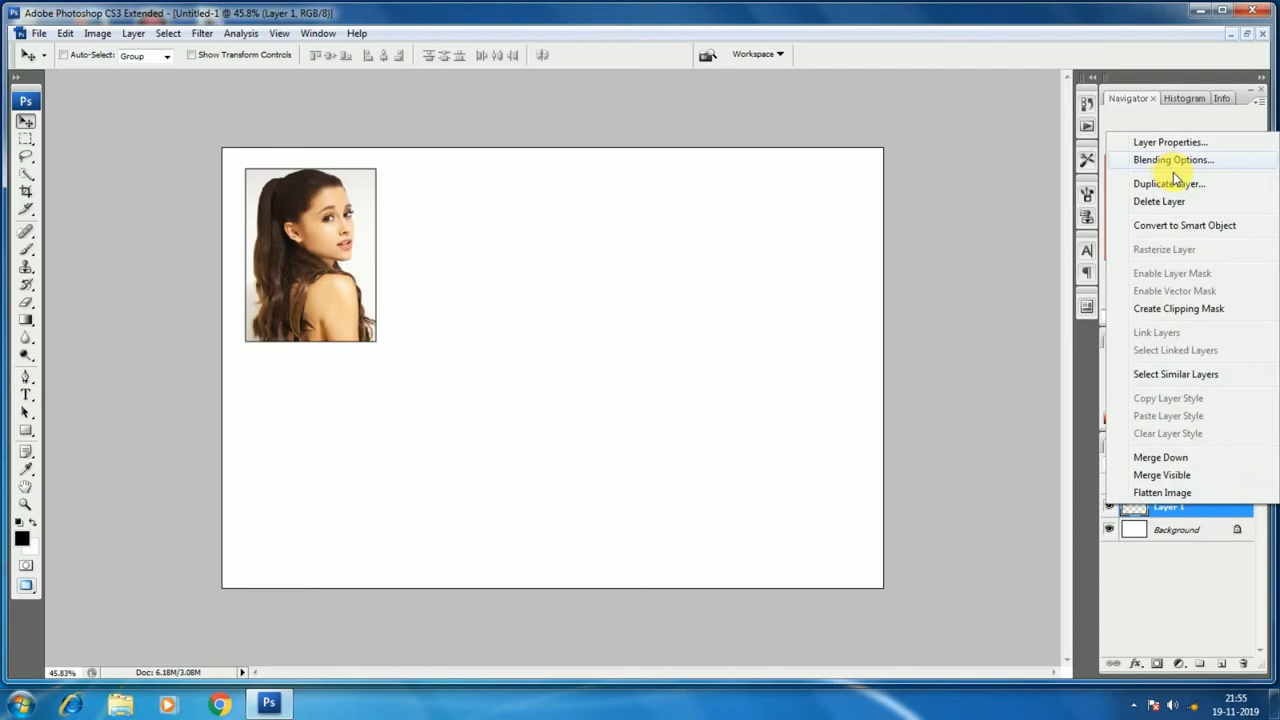 Adobe Photoshop CS3 Extended - [Untitled-1 @ 45.8% (Layer 1, RGB/8)]
File Edit Image Layer Select Filter Analysis View Window Help
Auto-Select: Group Show Transform Controls Workspace
Ps
Navigator Histogram Info
Layer Properties...
Blending Options...
Duplicate Layer...
Delete Layer
Convert to Smart Object
Rasterize Layer
Enable Layer Mask
Enable Vector Mask
Create Clipping Mask
Link Layers
Select Linked Layers
Select Similar Layers
Copy Layer Style
Paste Layer Style
Clear Layer Style
Merge Down
Merge Visible
Flatten Image
Layer 1
Background
45.83% Doc: 6.18M/3.08M
Ps
21:55
19-11-2019